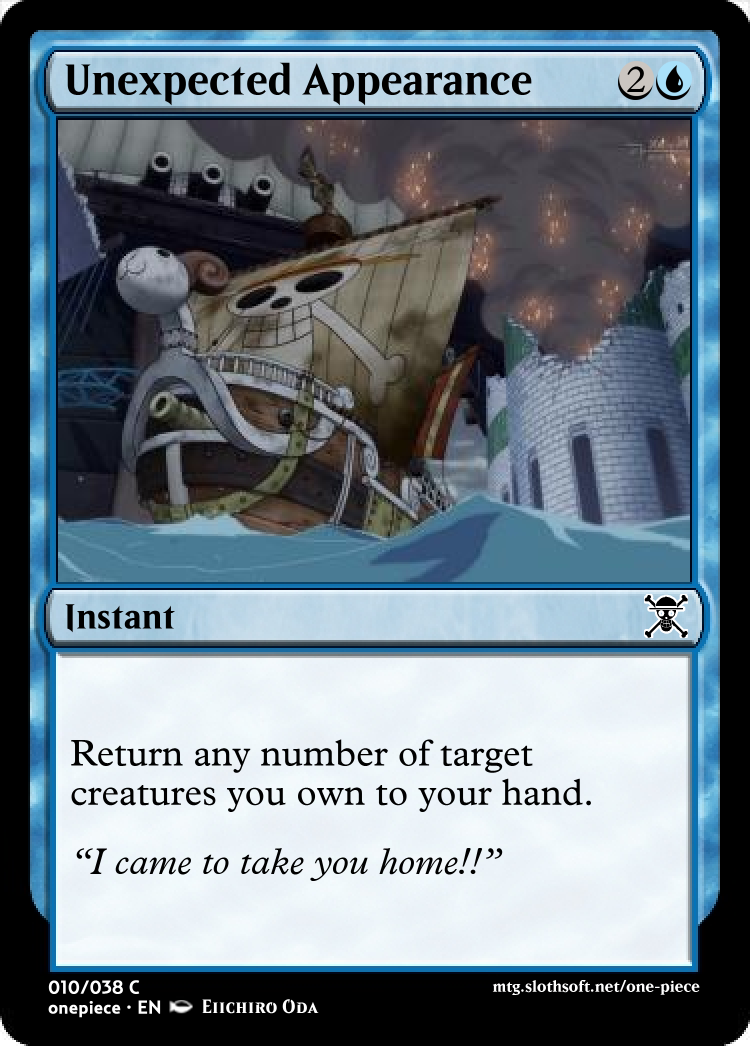 Unexpected Appearance 2
Instant
Return any number of target
creatures you own to your hand.
“I came to take you home!!”
010/038 C
mtg.slothsoft.net/one-piece
onepiece • EN Eiichiro Oda